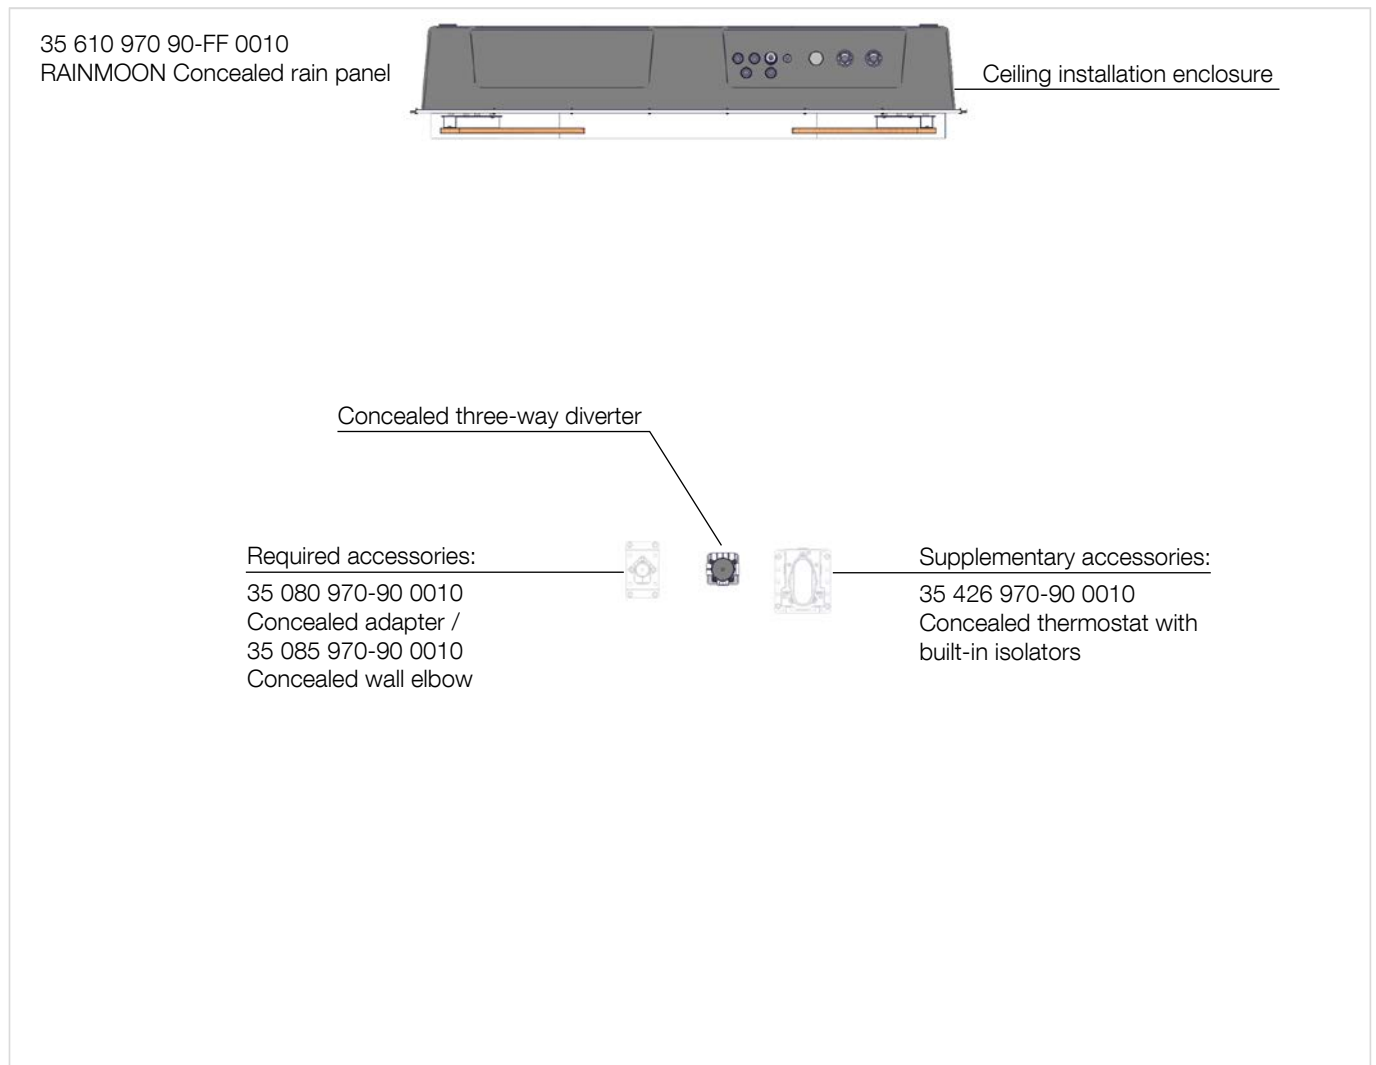 35 610 970 90-FF 0010
RAINMOON Concealed rain panel
Ceiling installation enclosure
Concealed three-way diverter
Required accessories:
35 080 970-90 0010
Concealed adapter /
35 085 970-90 0010
Concealed wall elbow
Supplementary accessories:
35 426 970-90 0010
Concealed thermostat with
built-in isolators